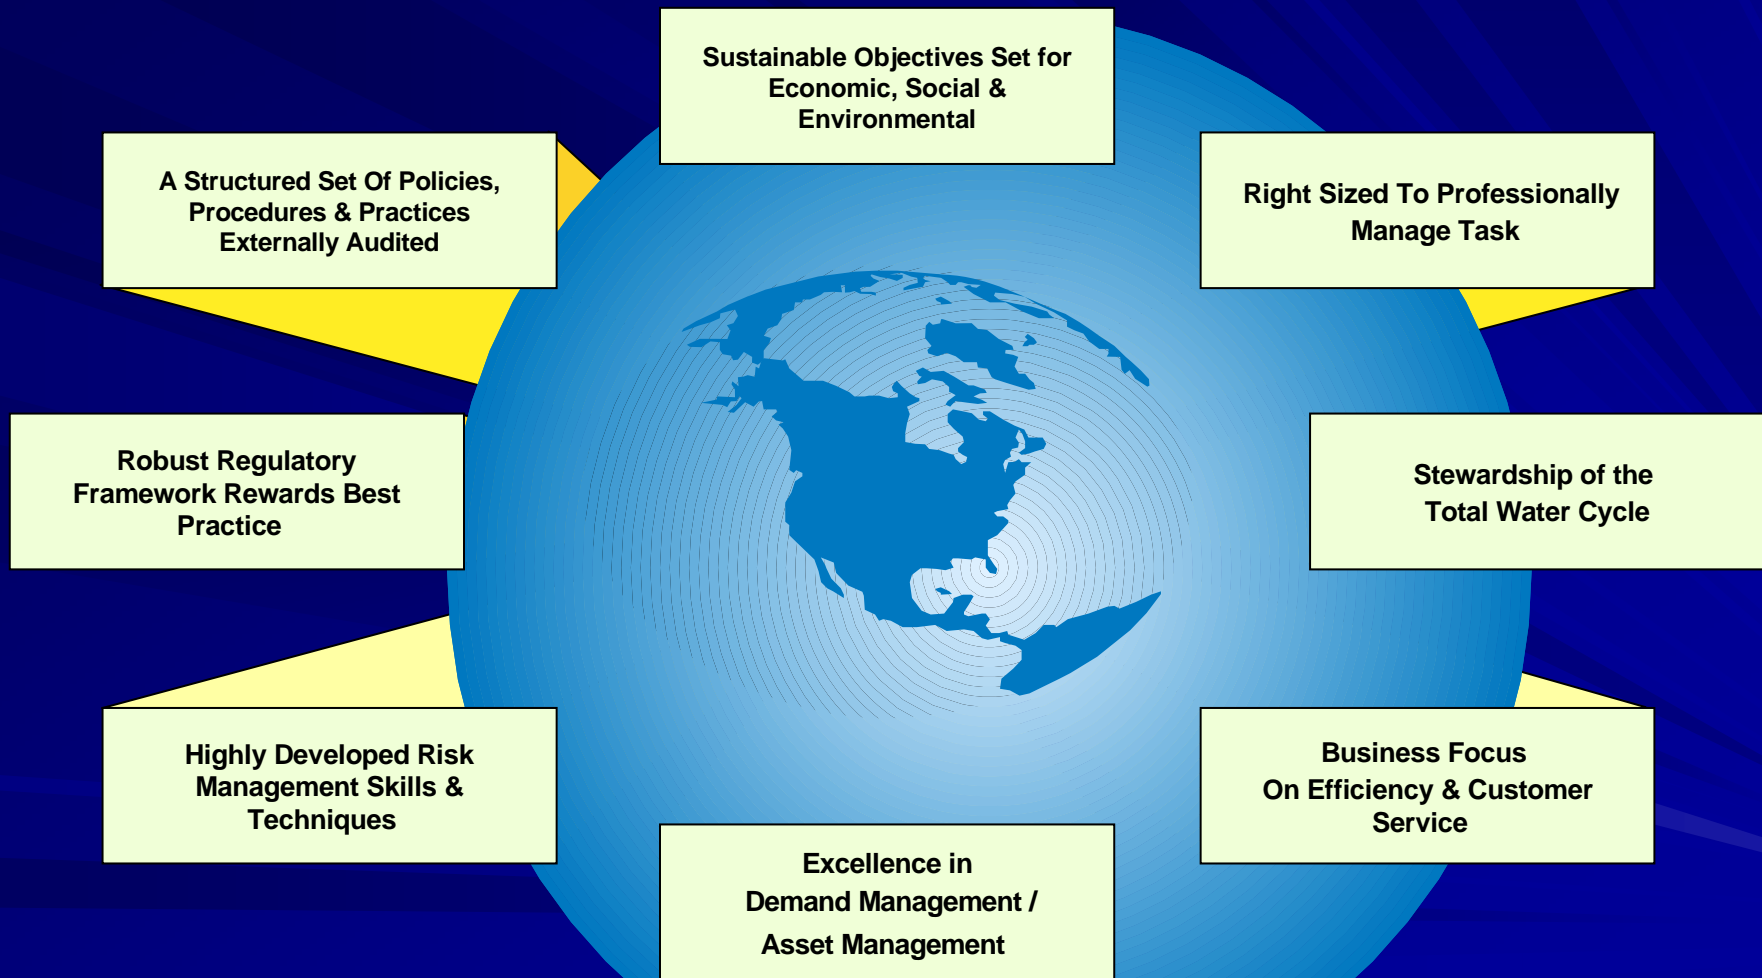 Sustainable Objectives Set for
Economic, Social &
Environmental
A Structured Set Of Policies,
Procedures & Practices
Externally Audited
Right Sized To Professionally
Manage Task
Robust Regulatory
Framework Rewards Best
Practice
Stewardship of the
Total Water Cycle
Highly Developed Risk
Management Skills &
Techniques
Business Focus
On Efficiency & Customer
Service
Excellence in
Demand Management /
Asset Management